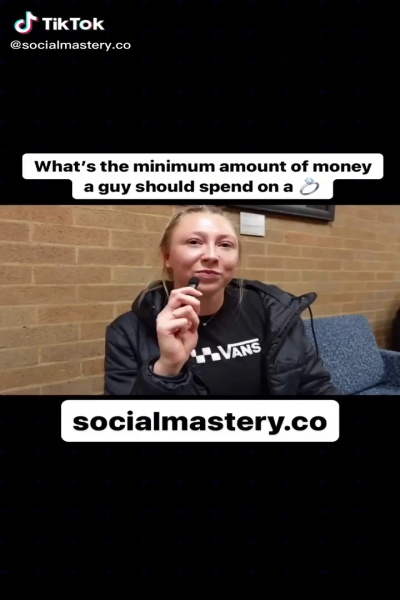 TikTok
@socialmastery.co
What's the minimum amount of money
a guy should spend on a 💍
VANS
socialmastery.co